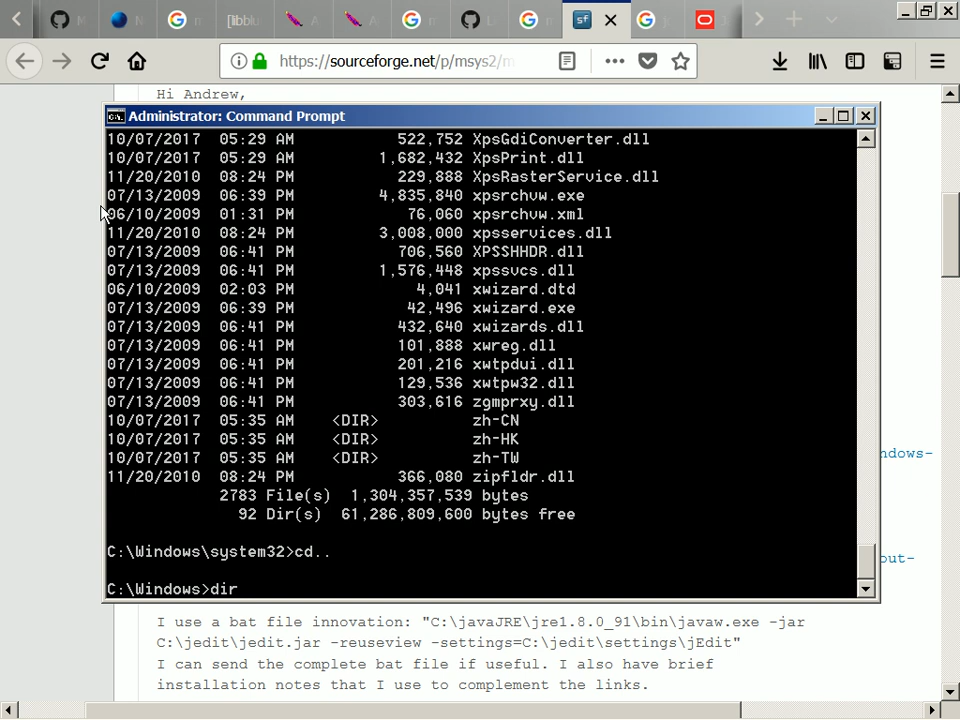 M
N
m
[libblu
A
A
m
L
m
sf
jo
https://sourceforge.net/p/msys2/m
Hi Andrew,
Administrator: Command Prompt
10/07/2017 05:29 AM 522,752 XpsGdiConverter.dll
10/07/2017 05:29 AM 1,682,432 XpsPrint.dll
11/20/2010 08:24 PM 229,888 XpsRasterService.dll
07/13/2009 06:39 PM 4,835,840 xpsrchvw.exe
06/10/2009 01:31 PM 76,060 xpsrchvw.xml
11/20/2010 08:24 PM 3,008,000 xpsservices.dll
07/13/2009 06:41 PM 706,560 XPSSHHDR.dll
07/13/2009 06:41 PM 1,576,448 xpssvcs.dll
06/10/2009 02:03 PM 4,041 xwizard.dtd
07/13/2009 06:39 PM 42,496 xwizard.exe
07/13/2009 06:41 PM 432,640 xwizards.dll
07/13/2009 06:41 PM 101,888 xwreg.dll
07/13/2009 06:41 PM 201,216 xwtpdui.dll
07/13/2009 06:41 PM 129,536 xwtpw32.dll
07/13/2009 06:41 PM 303,616 zgmprxy.dll
10/07/2017 05:35 AM <DIR> zh-CN
10/07/2017 05:35 AM <DIR> zh-HK
10/07/2017 05:35 AM <DIR> zh-TW
11/20/2010 08:24 PM 366,080 zipfldr.dll
2783 File(s) 1,304,357,539 bytes
92 Dir(s) 61,286,809,600 bytes free
C:\Windows\system32>cd..
C:\Windows>dir
ndows-
out-
I use a bat file innovation: "C:\javaJRE\jre1.8.0_91\bin\javaw.exe -jar
C:\jedit\jedit.jar -reuseview -settings=C:\jedit\settings\jEdit"
I can send the complete bat file if useful. I also have brief
installation notes that I use to complement the links.